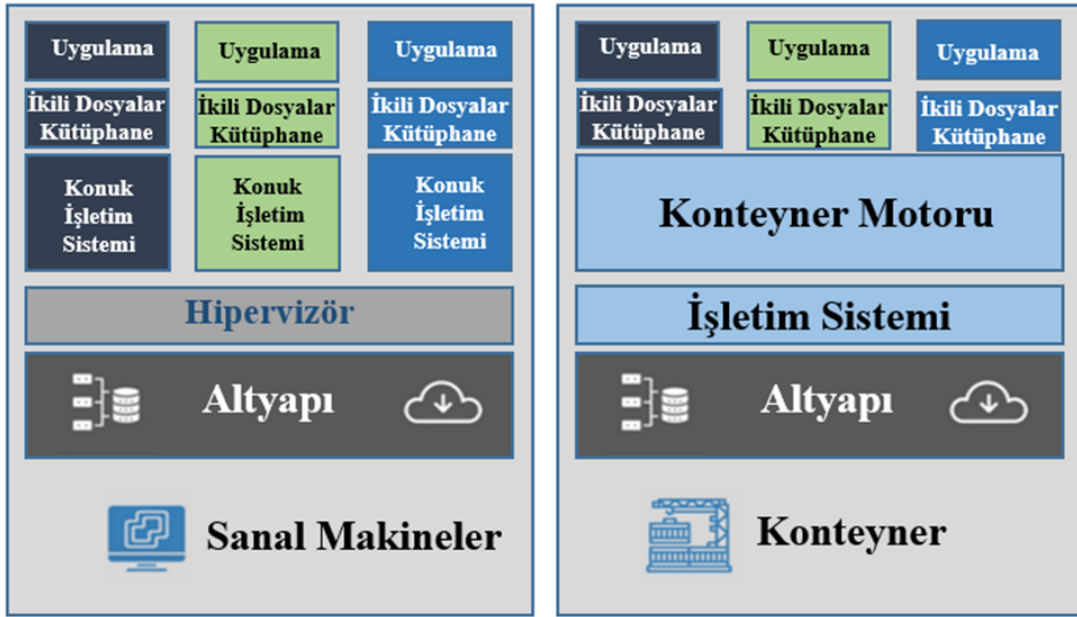 Uygulama
Uygulama
Uygulama
İkili Dosyalar
Kütüphane
İkili Dosyalar
Kütüphane
İkili Dosyalar
Kütüphane
Konuk
İşletim
Sistemi
Konuk
İşletim
Sistemi
Konuk
İşletim
Sistemi
Hipervizör
Altyapı
Sanal Makineler
Uygulama
Uygulama
Uygulama
İkili Dosyalar
Kütüphane
İkili Dosyalar
Kütüphane
İkili Dosyalar
Kütüphane
Konteyner Motoru
İşletim Sistemi
Altyapı
Konteyner